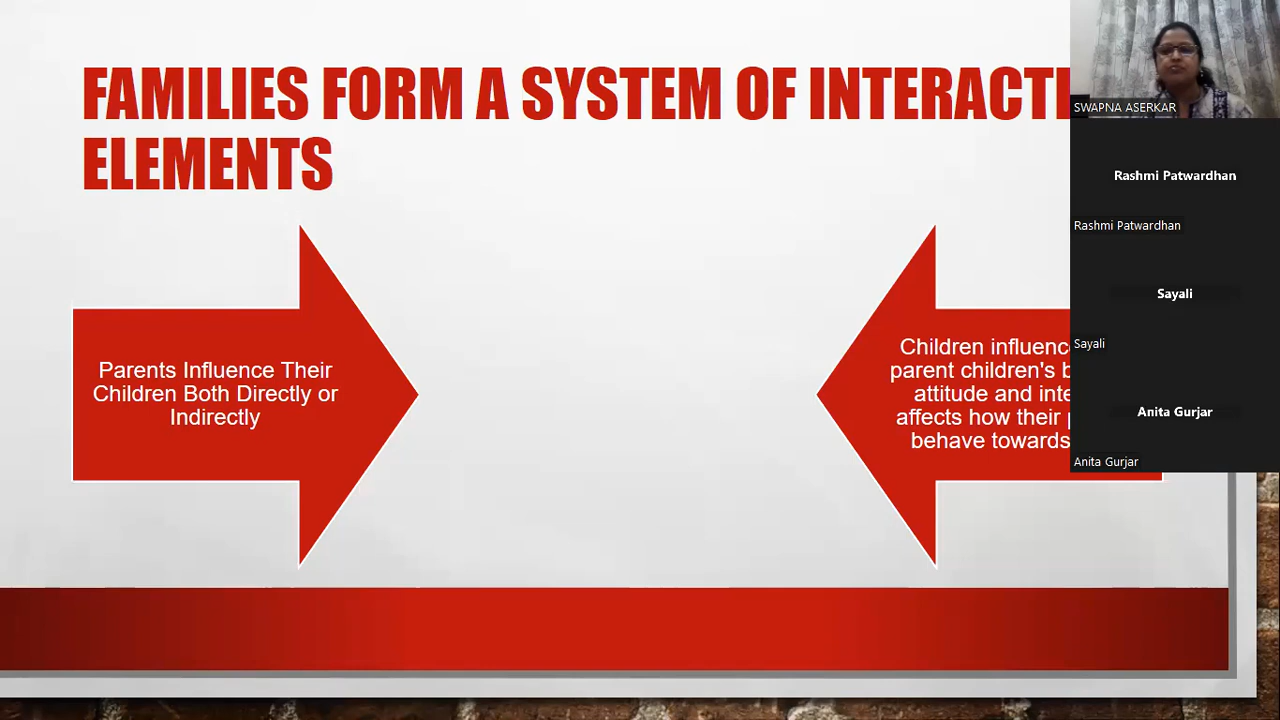 FAMILIES FORM A SYSTEM OF INTERACTI
ELEMENTS
Parents Influence Their
Children Both Directly or
Indirectly
Children influenc
parent children's b
attitude and inte
affects how their
behave towards
SWAPNA ASERKAR
Rashmi Patwardhan
Rashmi Patwardhan
Sayali
Sayali
Anita Gurjar
Anita Gurjar